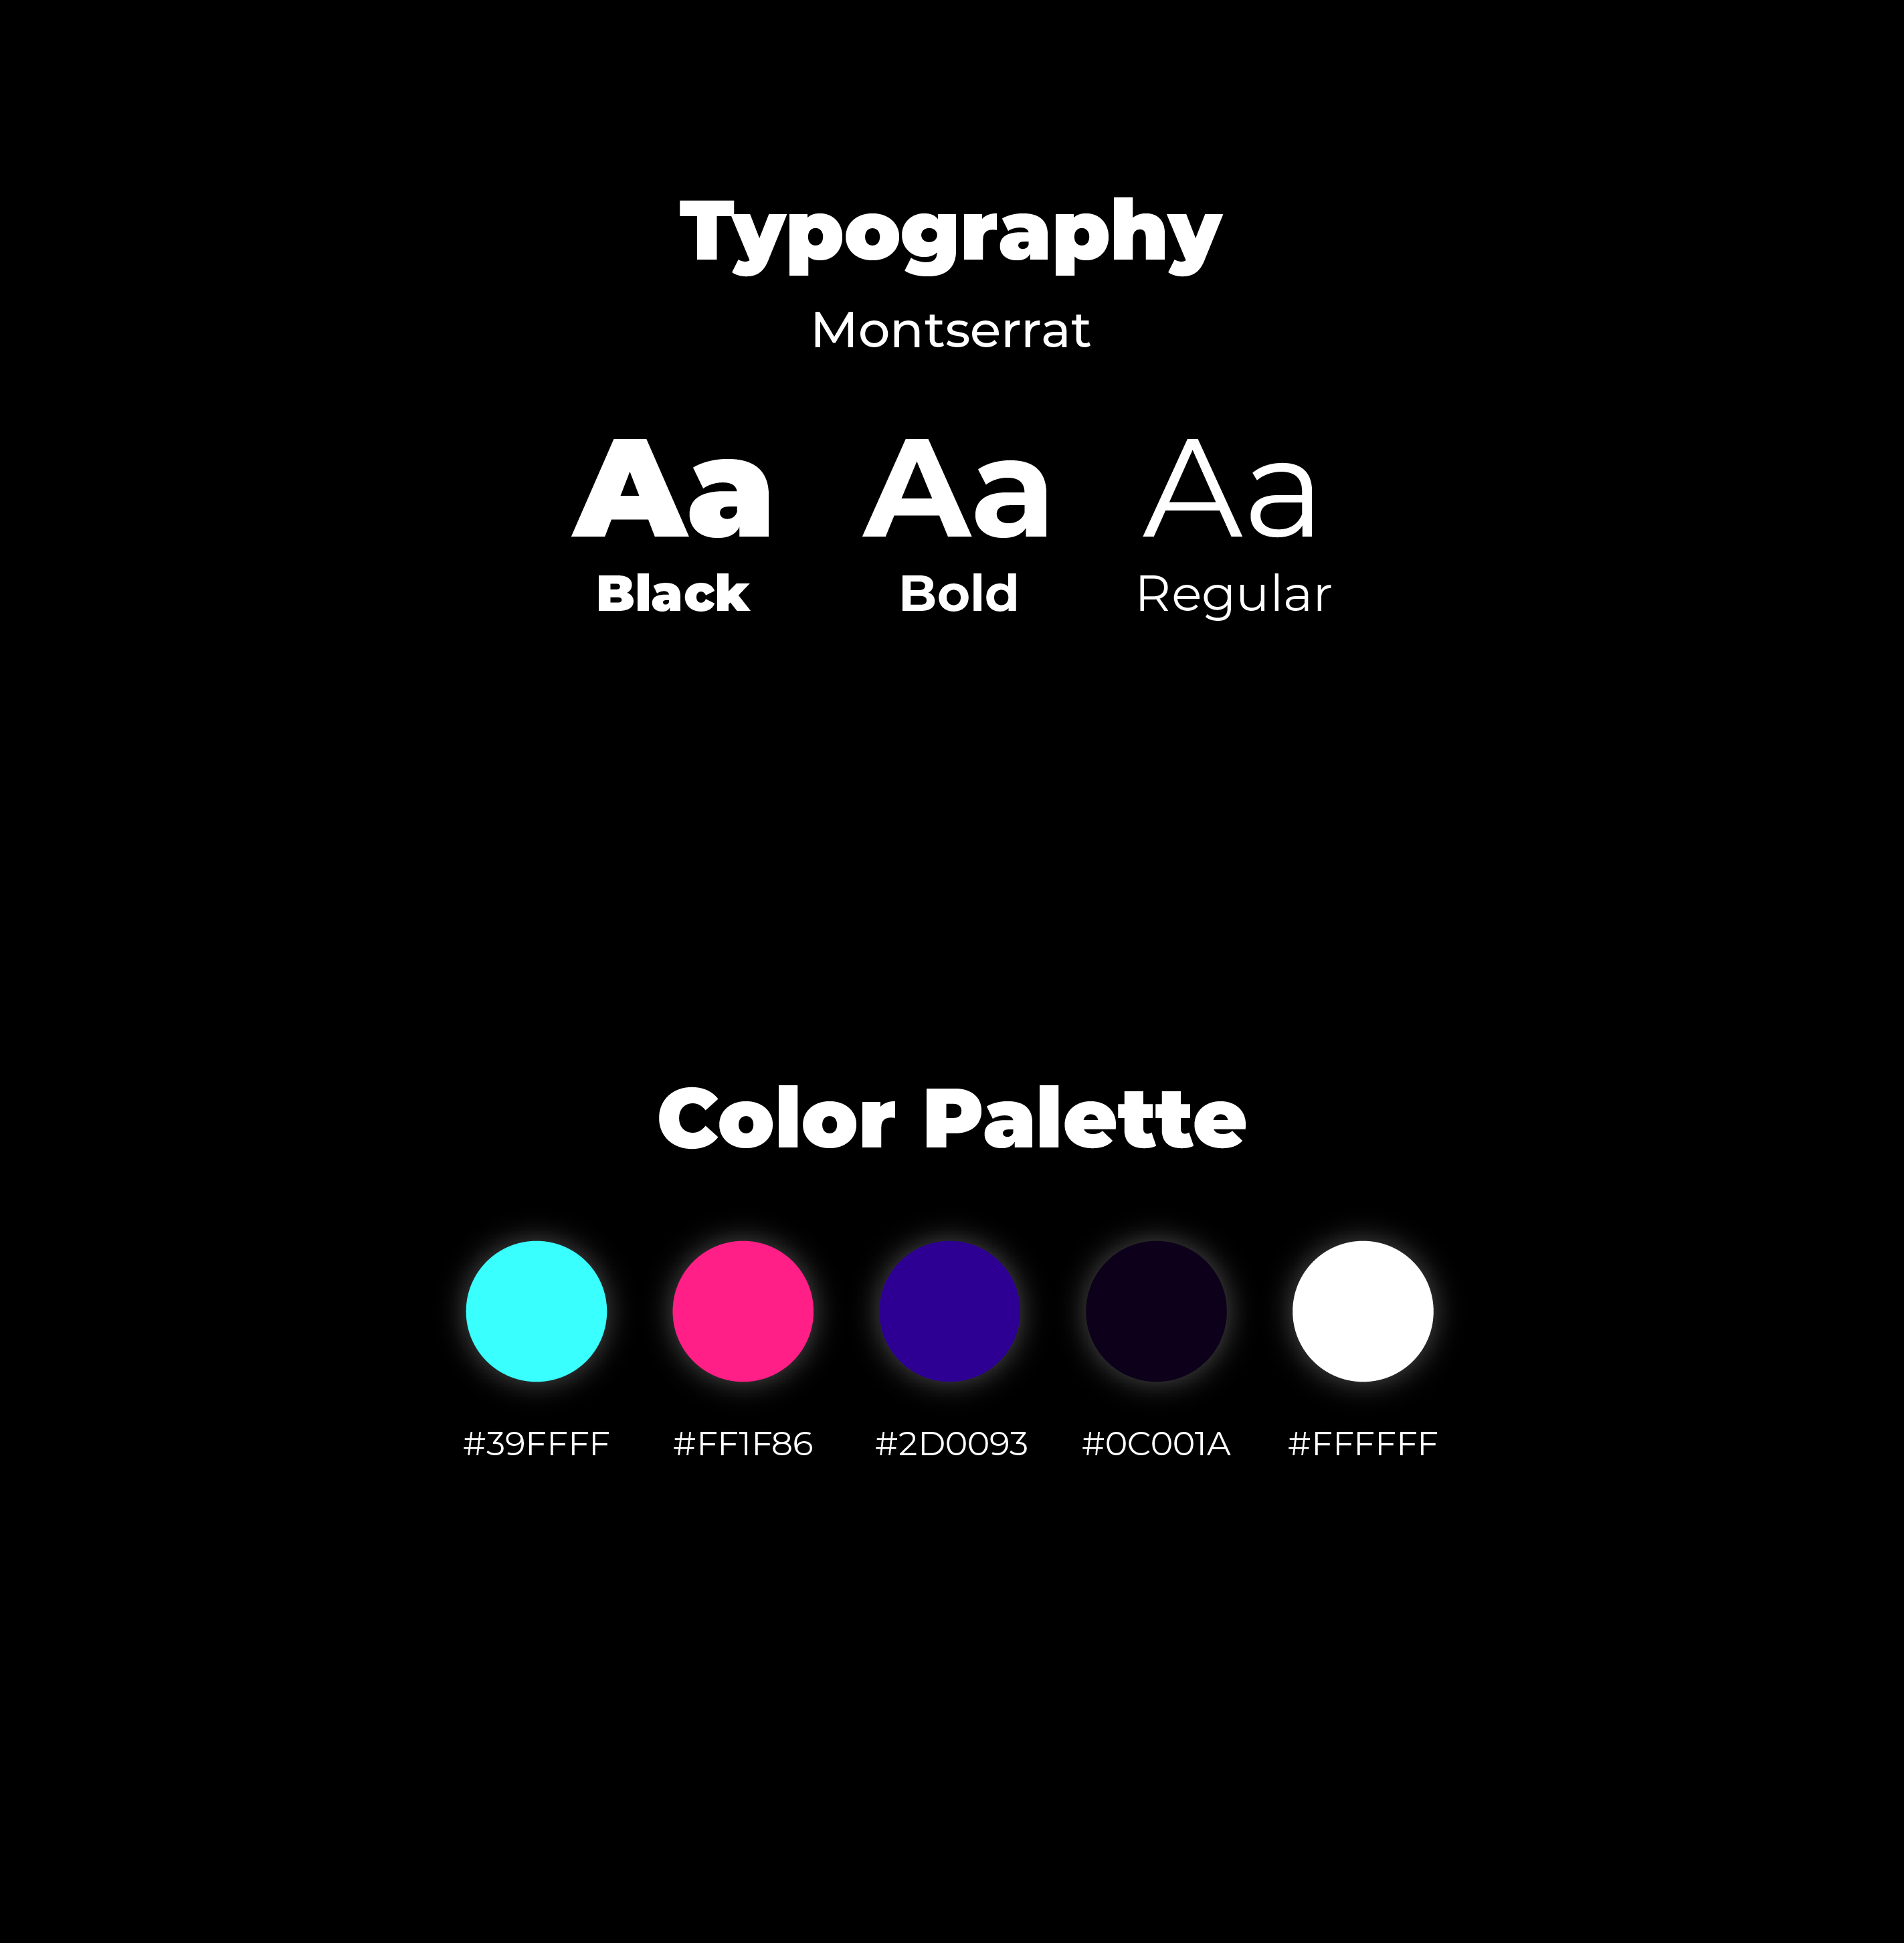 Typography
Montserrat
Aa Aa Aa
Black Bold Regular
Color Palette
#39FFFF #FF1F86 #2D0093 #0C001A #FFFFFF